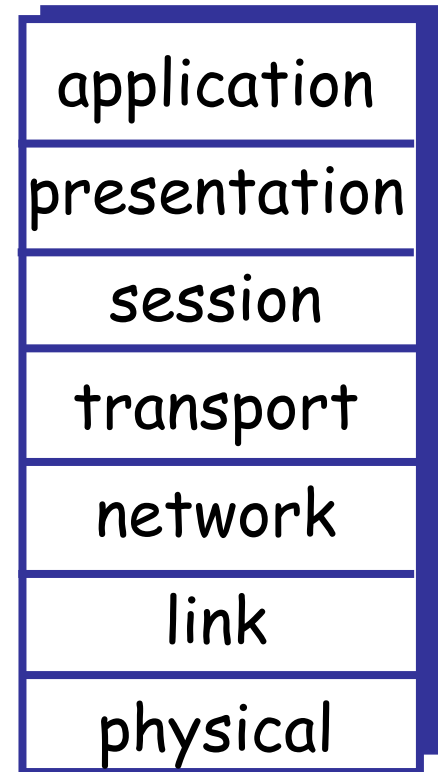 application
presentation
session
transport
network
link
physical